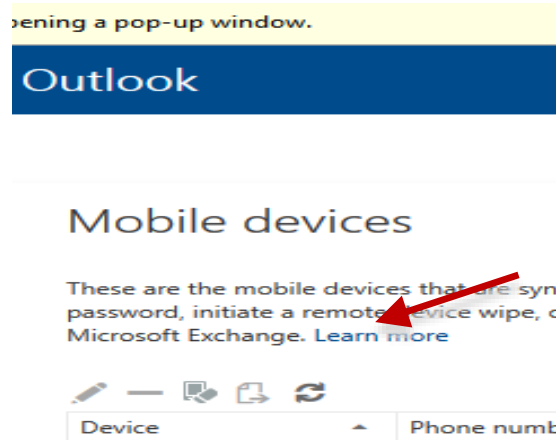 pening a pop-up window.
Outlook
Mobile devices
These are the mobile devices that are syn
password, initiate a remote device wipe,
Microsoft Exchange. Learn more
Device Phone numb